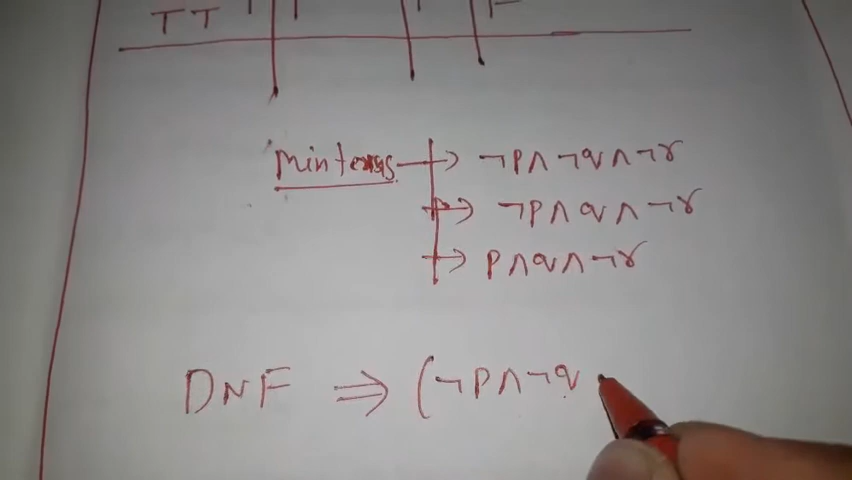 TT T T F
Minterms → ¬p∧¬q∧¬r
→ ¬p∧q∧¬r
→ p∧q∧¬r
DNF ⇒ (¬p∧¬q